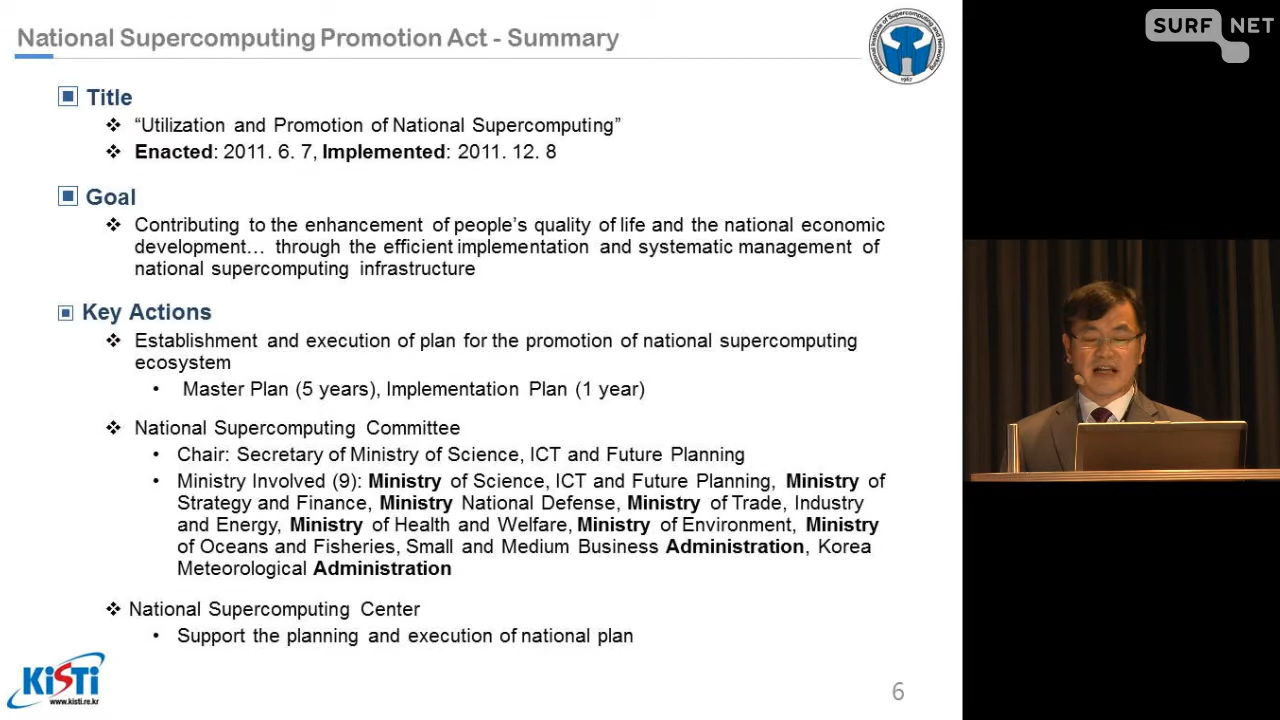 National Supercomputing Promotion Act - Summary
National Institute of Supercomputing and Networking
1967
SURF NET
Title
“Utilization and Promotion of National Supercomputing”
Enacted: 2011. 6. 7, Implemented: 2011. 12. 8
Goal
Contributing to the enhancement of people’s quality of life and the national economic
development… through the efficient implementation and systematic management of
national supercomputing infrastructure
Key Actions
Establishment and execution of plan for the promotion of national supercomputing
ecosystem
• Master Plan (5 years), Implementation Plan (1 year)
National Supercomputing Committee
• Chair: Secretary of Ministry of Science, ICT and Future Planning
• Ministry Involved (9): Ministry of Science, ICT and Future Planning, Ministry of
Strategy and Finance, Ministry National Defense, Ministry of Trade, Industry
and Energy, Ministry of Health and Welfare, Ministry of Environment, Ministry
of Oceans and Fisheries, Small and Medium Business Administration, Korea
Meteorological Administration
National Supercomputing Center
• Support the planning and execution of national plan
KiSTi
www.kisti.re.kr
6